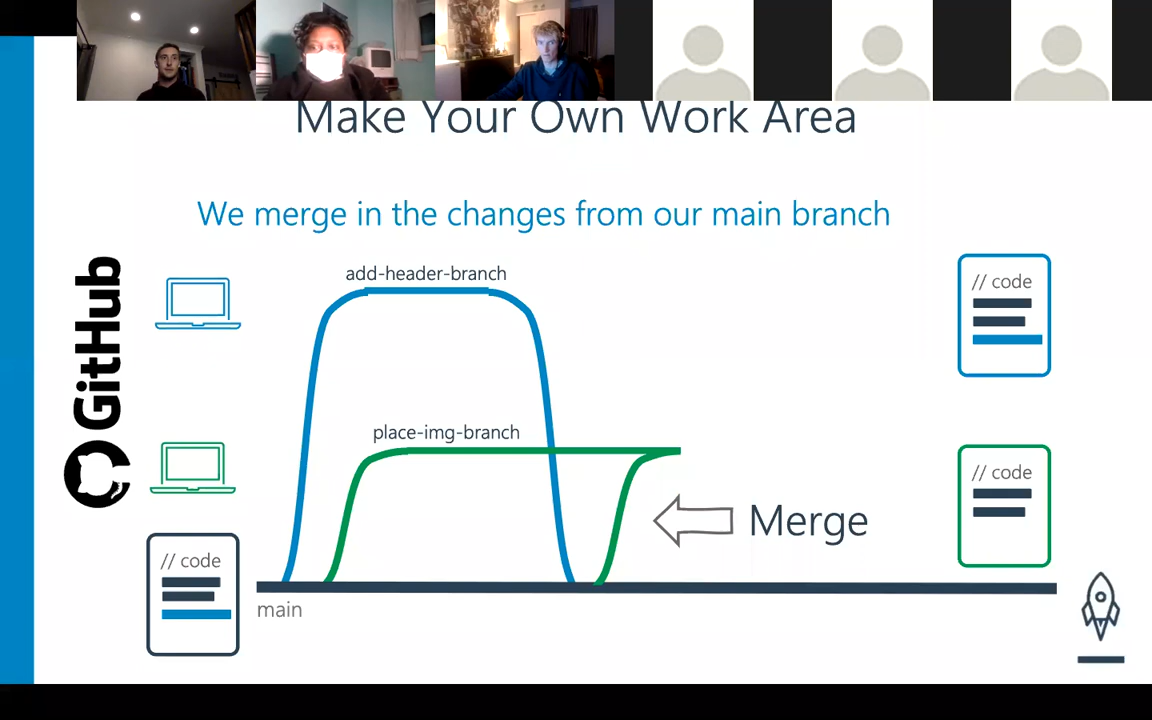 Make Your Own Work Area
We merge in the changes from our main branch
GitHub
add-header-branch
// code
place-img-branch
// code
Merge
// code
main